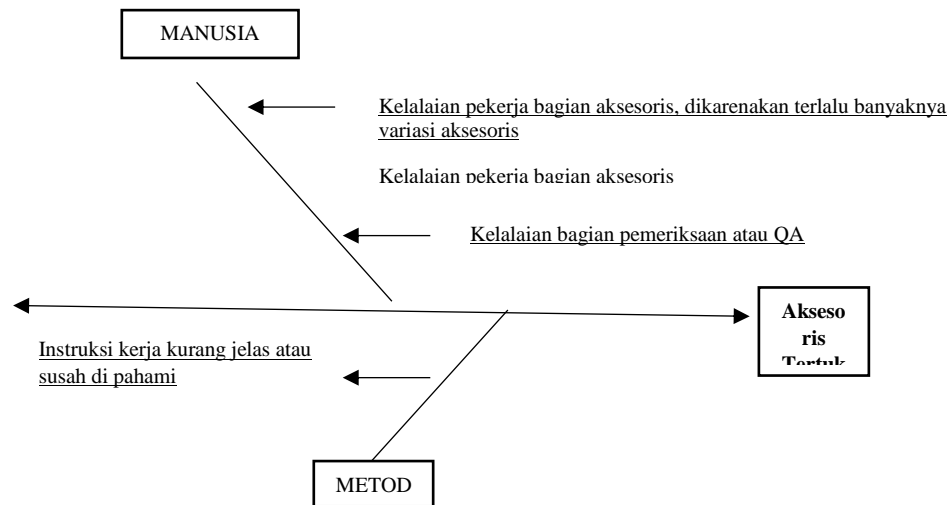 MANUSIA
Kelalaian pekerja bagian aksesoris, dikarenakan terlalu banyaknya
variasi aksesoris
Kelalaian pekerja bagian aksesoris
Kelalaian bagian pemeriksaan atau QA
Akseso
ris
Tertuk
Instruksi kerja kurang jelas atau
susah di pahami
METOD